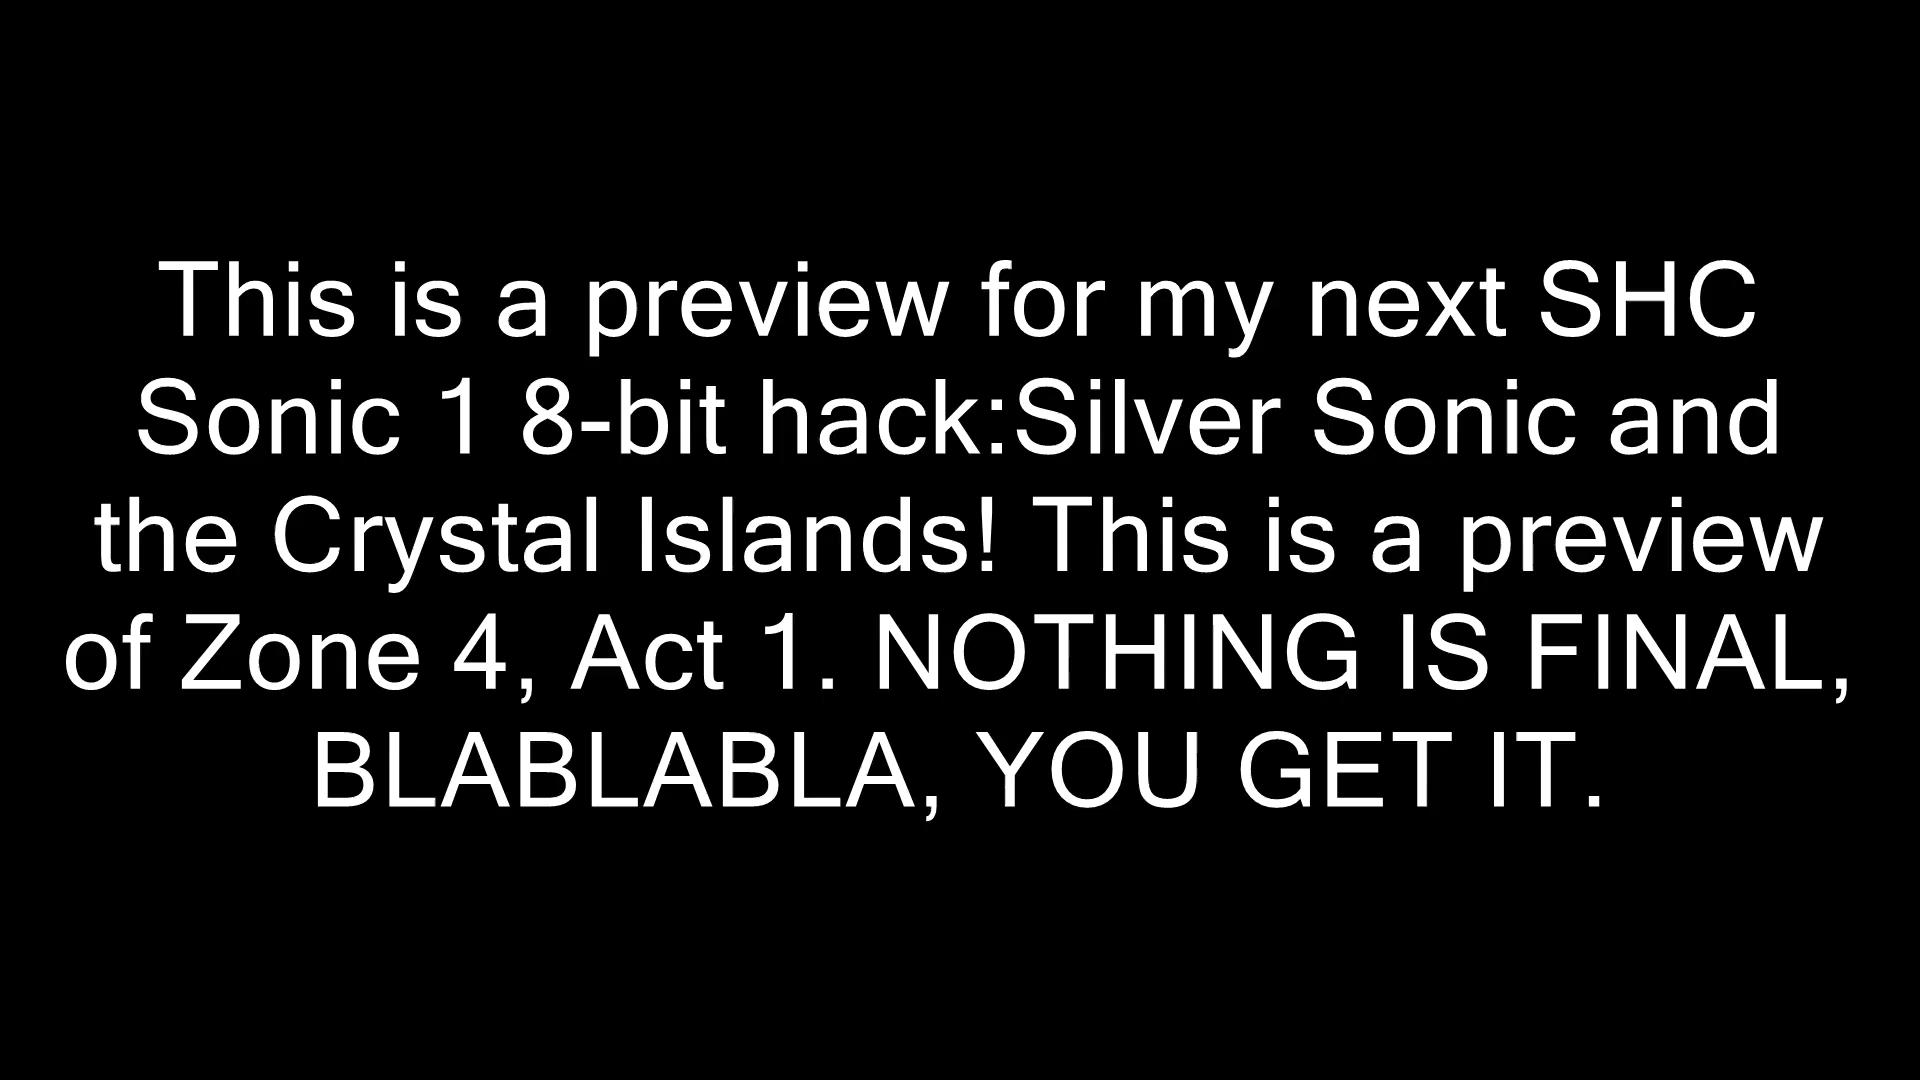 This is a preview for my next SHC
Sonic 1 8-bit hack:Silver Sonic and
the Crystal Islands! This is a preview
of Zone 4, Act 1. NOTHING IS FINAL,
BLABLABLA, YOU GET IT.